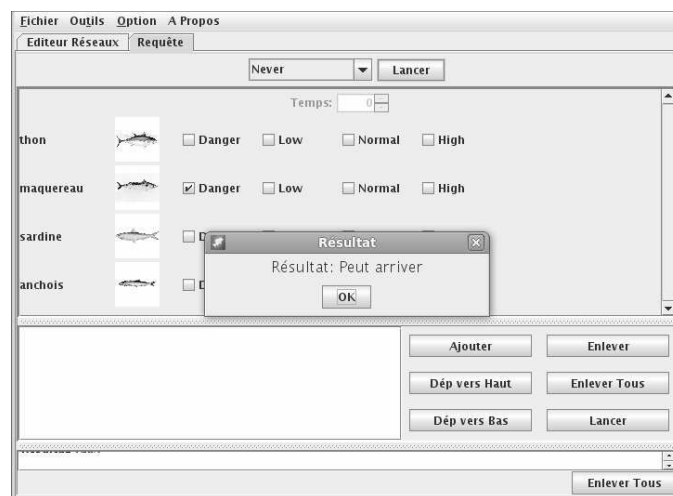 Fichier Outils Option A Propos
Editeur Réseaux Requête
Never Lancer
Temps: 0
thon Danger Low Normal High
maquereau Danger Low Normal High
sardine
Résultat
Résultat: Peut arriver
anchois
OK
Ajouter Enlever
Dép vers Haut Enlever Tous
Dép vers Bas Lancer
Enlever Tous